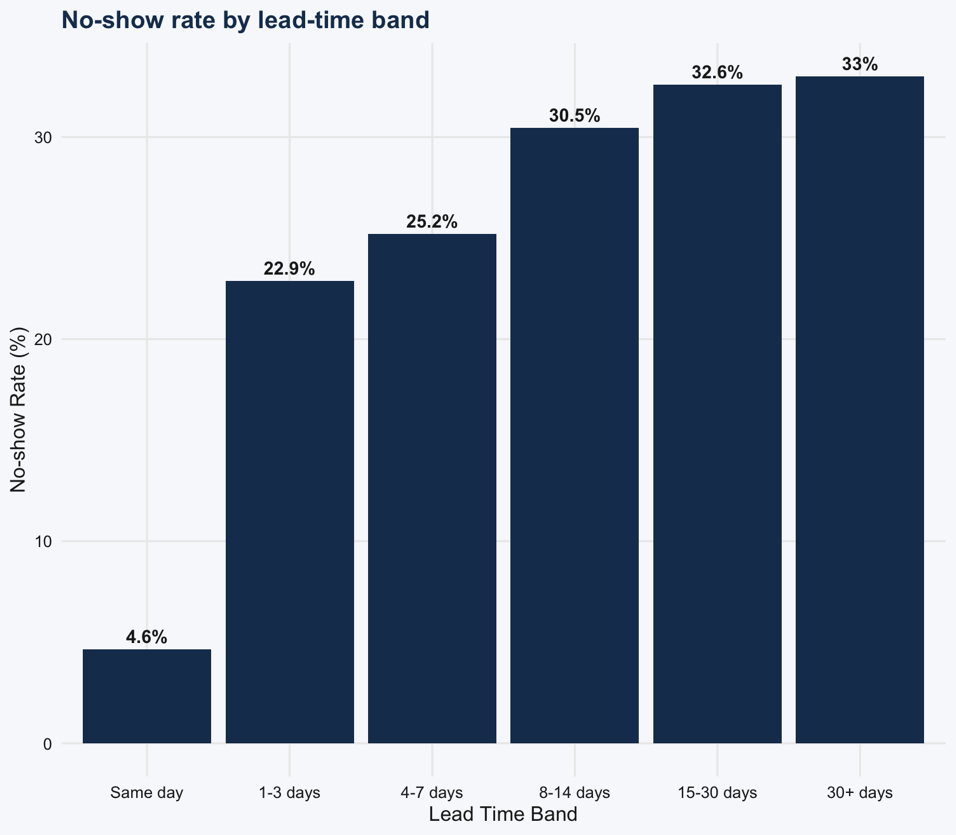 No-show rate by lead-time band
33%
32.6%
30.5%
25.2%
22.9%
4.6%
30
20
10
0
No-show Rate (%)
Same day 1-3 days 4-7 days 8-14 days 15-30 days 30+ days
Lead Time Band